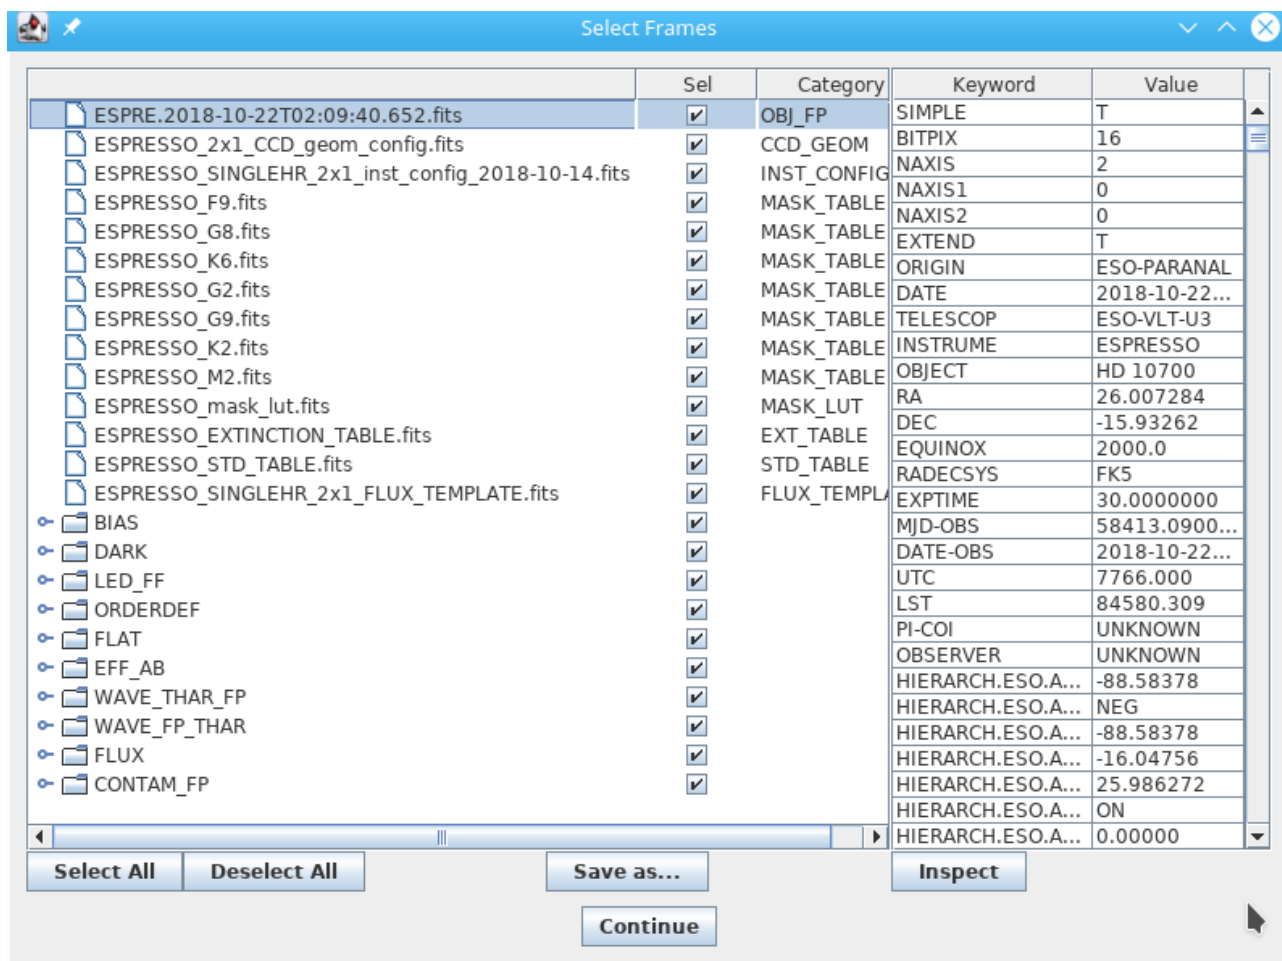 Select Frames
Sel Category Keyword Value
ESPRE.2018-10-22T02:09:40.652.fits OBJ_FP
ESPRESSO_2x1_CCD_geom_config.fits CCD_GEOM
ESPRESSO_SINGLEHR_2x1_inst_config_2018-10-14.fits INST_CONFIG
ESPRESSO_F9.fits MASK_TABLE
ESPRESSO_G8.fits MASK_TABLE
ESPRESSO_K6.fits MASK_TABLE
ESPRESSO_G2.fits MASK_TABLE
ESPRESSO_G9.fits MASK_TABLE
ESPRESSO_K2.fits MASK_TABLE
ESPRESSO_M2.fits MASK_TABLE
ESPRESSO_mask_lut.fits MASK_LUT
ESPRESSO_EXTINCTION_TABLE.fits EXT_TABLE
ESPRESSO_STD_TABLE.fits STD_TABLE
ESPRESSO_SINGLEHR_2x1_FLUX_TEMPLATE.fits FLUX_TEMPLA
BIAS
DARK
LED_FF
ORDERDEF
FLAT
EFF_AB
WAVE_THAR_FP
WAVE_FP_THAR
FLUX
CONTAM_FP
SIMPLE T
BITPIX 16
NAXIS 2
NAXIS1 0
NAXIS2 0
EXTEND T
ORIGIN ESO-PARANAL
DATE 2018-10-22...
TELESCOP ESO-VLT-U3
INSTRUME ESPRESSO
OBJECT HD 10700
RA 26.007284
DEC -15.93262
EQUINOX 2000.0
RADECSYS FK5
EXPTIME 30.0000000
MJD-OBS 58413.0900...
DATE-OBS 2018-10-22...
UTC 7766.000
LST 84580.309
PI-COI UNKNOWN
OBSERVER UNKNOWN
HIERARCH.ESO.A... -88.58378
HIERARCH.ESO.A... NEG
HIERARCH.ESO.A... -88.58378
HIERARCH.ESO.A... -16.04756
HIERARCH.ESO.A... 25.986272
HIERARCH.ESO.A... ON
HIERARCH.ESO.A... 0.00000
Select All Deselect All Save as... Inspect
Continue